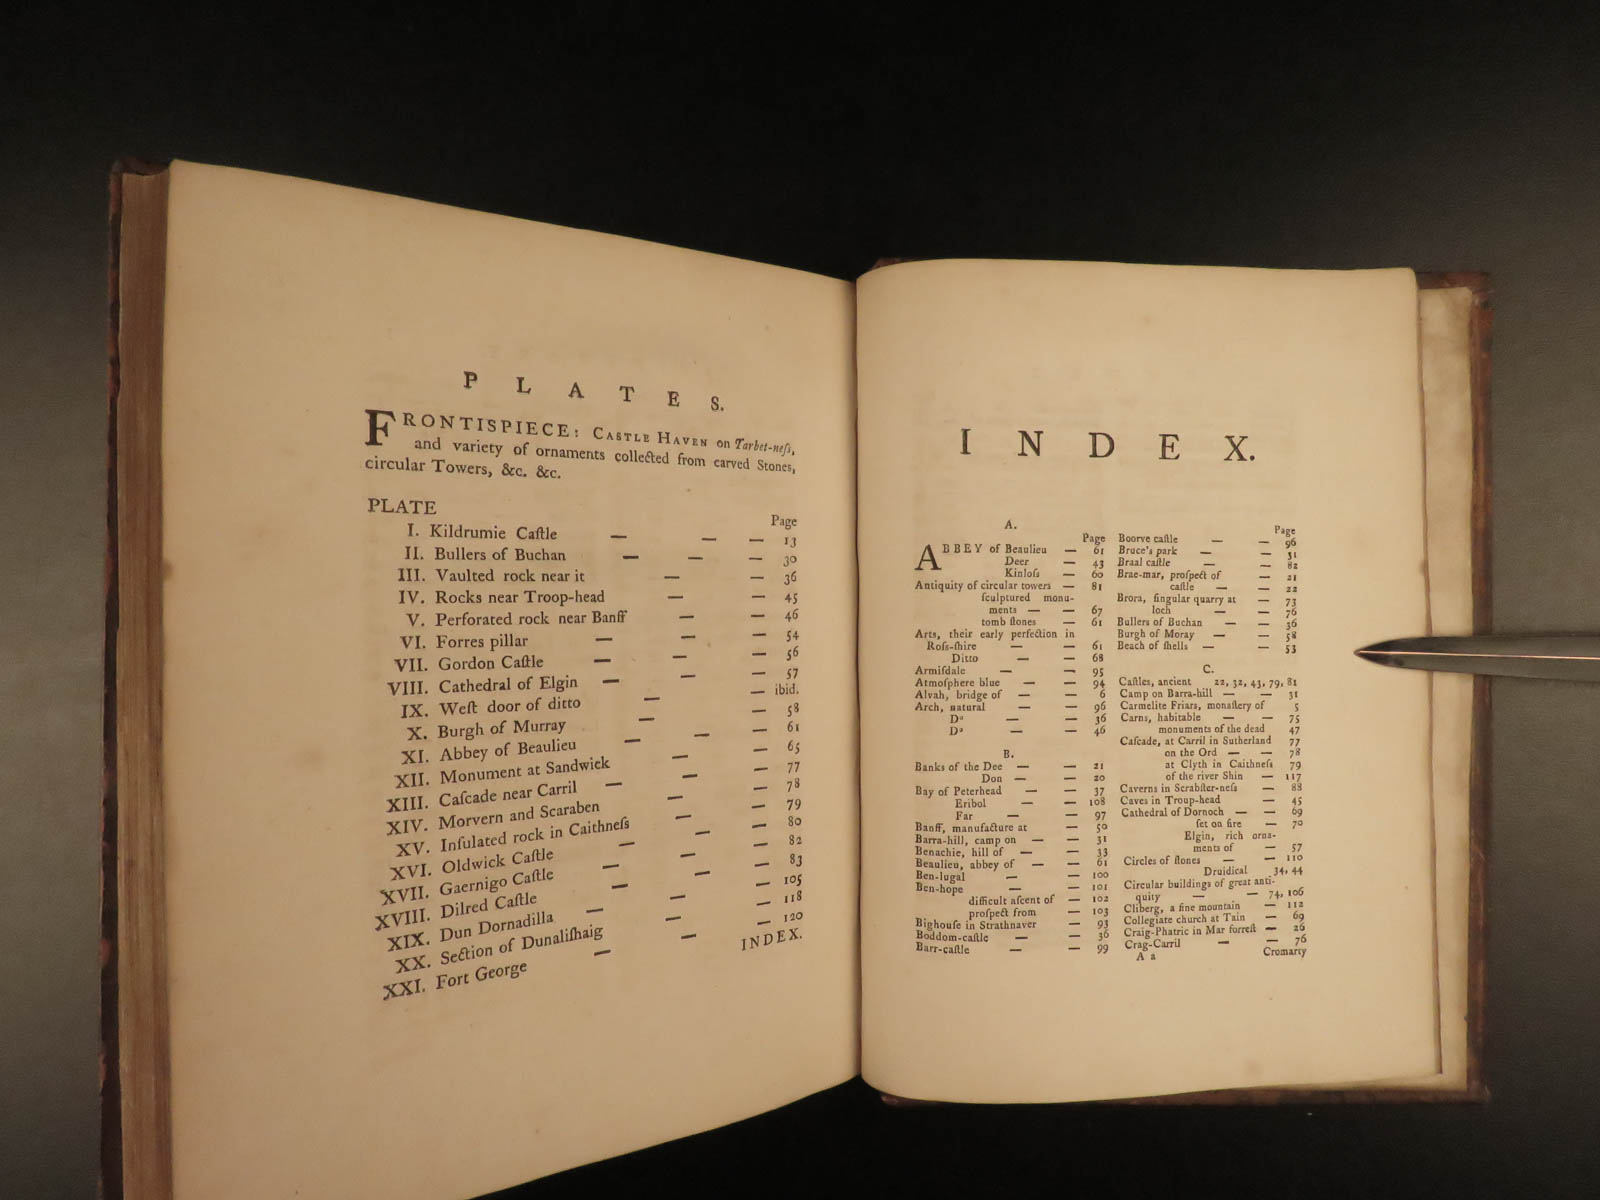 PLATES.
FRONTISPIECE: CASTLE HAVEN on Tarbet-neſs,
and variety of ornaments collected from carved Stones,
circular Towers, &c. &c.
PLATE
Page
I. Kildrumie Caſtle — — — 13
II. Bullers of Buchan — — — 30
III. Vaulted rock near it — — 36
IV. Rocks near Troop-head — — 45
V. Perforated rock near Banff — — 46
VI. Forres pillar — — — 54
VII. Gordon Caſtle — — — 56
VIII. Cathedral of Elgin — — — 57
IX. Weſt door of ditto — — ibid.
X. Burgh of Murray — — 58
XI. Abbey of Beaulieu — — — 61
XII. Monument at Sandwick — — 65
XIII. Caſcade near Carril — — — 77
XIV. Morvern and Scaraben — — 78
XV. Inſulated rock in Caithneſs — — 79
XVI. Oldwick Caſtle — — — 80
XVII. Gaernigo Caſtle — — — 82
XVIII. Dilred Caſtle — — — 83
XIX. Dun Dornadilla — — — 105
XX. Section of Dunaliſhaig — — 118
XXI. Fort George — — — 120
INDEX.
INDEX.
A.
Page
ABBEY of Beaulieu — 61
Deer — 43
Kinloſs — 60
Antiquity of circular towers — 81
ſculptured monu-
ments — — 67
tomb ſtones — 61
Arts, their early perfection in
Roſs-ſhire — — 61
Ditto — — 68
Armiſdale — — 95
Atmoſphere blue — — 94
Alvah, bridge of — — 6
Arch, natural — — 96
Dº — — 36
Dº — — 46
B.
Banks of the Dee — — 21
Don — — 20
Bay of Peterhead — — 37
Eribol — — 108
Far — — 97
Banff, manufacture at — 50
Barra-hill, camp on — — 31
Benachie, hill of — — 33
Beaulieu, abbey of — — 61
Ben-lugal — — 100
Ben-hope — — 101
difficult aſcent of — 102
proſpect from — 103
Bighouſe in Strathnaver — 93
Boddom-caſtle — — 36
Barr-caſtle — — 99
Page
Boorve caſtle — — 96
Bruce's park — — 51
Braal caſtle — — 82
Brae-mar, proſpect of — 21
caſtle — — 22
Brora, ſingular quarry at — 73
loch — — 76
Bullers of Buchan — — 36
Burgh of Moray — — 58
Beach of ſhells — — 53
C.
Caſtles, ancient 22, 32, 43, 79, 81
Camp on Barra-hill — — 31
Carmelite Friars, monaſtery of 5
Carns, habitable — — 75
monuments of the dead 47
Caſcade, at Carril in Sutherland 77
on the Ord — — 78
at Clyth in Caithneſs 79
of the river Shin — 117
Caverns in Scrabſter-neſs — 88
Caves in Troup-head — 45
Cathedral of Dornoch — — 69
ſet on fire — 70
Elgin, rich orna-
ments of — 57
Circles of ſtones — — 110
Druidical 34, 44
Circular buildings of great anti-
quity — — 74, 106
Cliberg, a fine mountain — 112
Collegiate church at Tain — 69
Craig-Phatric in Mar forreſt — 26
Crag-Carril — — 76
A a
Cromarty